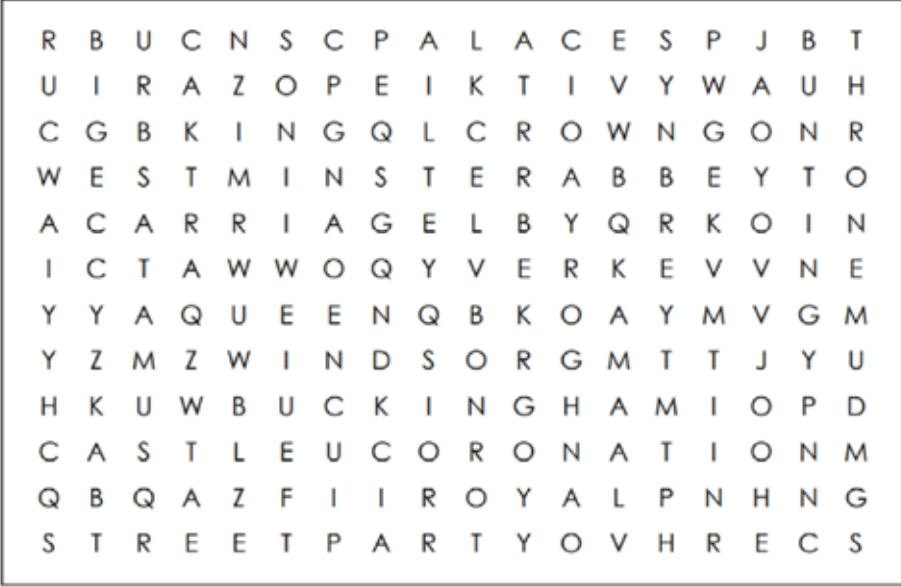 R B U C N S C P A L A C E S P J B T
U I R A Z O P E I K T I V Y W A U H
C G B K I N G Q L C R O W N G O N R
W E S T M I N S T E R A B B E Y T O
A C A R R I A G E L B Y Q R K O I N
I C T A W W O Q Y V E R K E V V N E
Y Y A Q U E E N Q B K O A Y M V G M
Y Z M Z W I N D S O R G M T T J Y U
H K U W B U C K I N G H A M I O P D
C A S T L E U C O R O N A T I O N M
Q B Q A Z F I I R O Y A L P N H N G
S T R E E T P A R T Y O V H R E C S